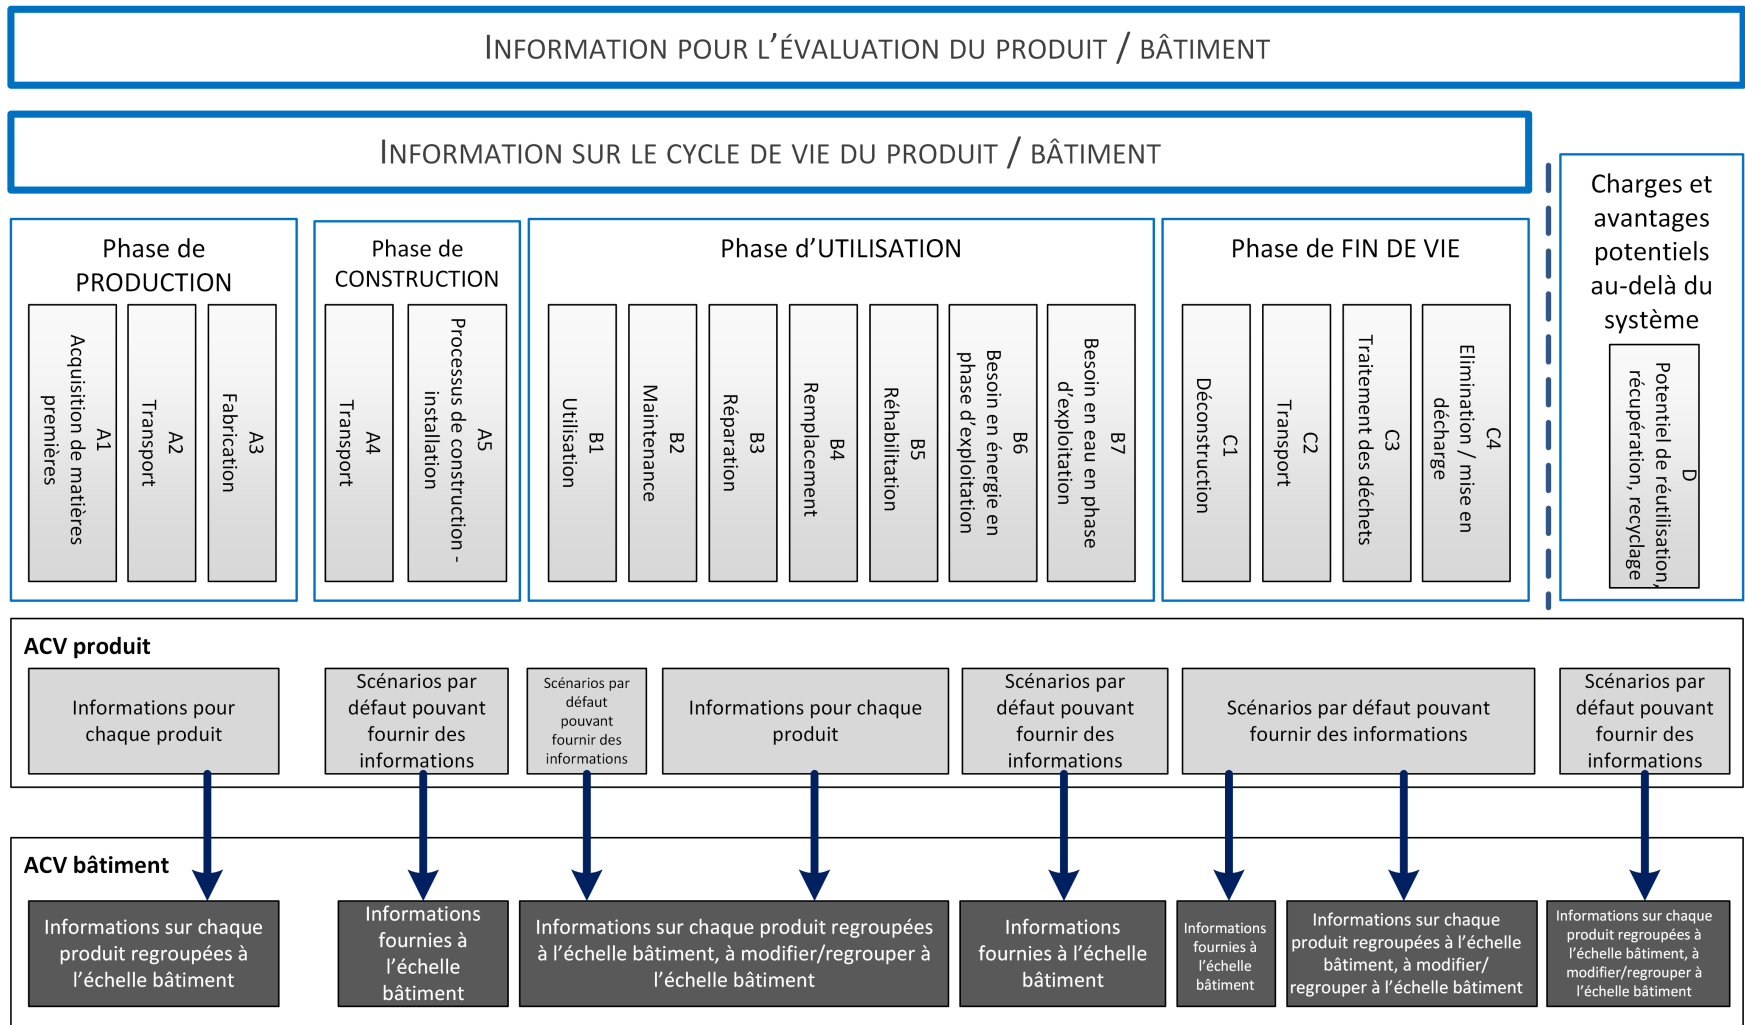 INFORMATION POUR L'ÉVALUATION DU PRODUIT / BÂTIMENT
INFORMATION SUR LE CYCLE DE VIE DU PRODUIT / BÂTIMENT
Phase de
PRODUCTION
A1
Acquisition de matières
premières
A2
Transport
A3
Fabrication
Phase de
CONSTRUCTION
A4
Transport
A5
Processus de construction -
installation
Phase d'UTILISATION
B1
Utilisation
B2
Maintenance
B3
Réparation
B4
Remplacement
B5
Réhabilitation
B6
Besoin en énergie en
phase d'exploitation
B7
Besoin en eau en phase
d'exploitation
Phase de FIN DE VIE
C1
Déconstruction
C2
Transport
C3
Traitement des déchets
C4
Elimination / mise en
décharge
Charges et
avantages
potentiels
au-delà du
système
D
Potentiel de réutilisation,
récupération, recyclage
ACV produit
Informations pour
chaque produit
Scénarios par
défaut pouvant
fournir des
informations
Scénarios par
défaut
pouvant
fournir des
informations
Informations pour chaque
produit
Scénarios par
défaut pouvant
fournir des
informations
Scénarios par défaut pouvant
fournir des informations
Scénarios par
défaut pouvant
fournir des
informations
ACV bâtiment
Informations sur chaque
produit regroupées à
l'échelle bâtiment
Informations
fournies à
l'échelle
bâtiment
Informations sur chaque produit regroupées
à l'échelle bâtiment, à modifier/regrouper à
l'échelle bâtiment
Informations
fournies à l'échelle
bâtiment
Informations
fournies à
l'échelle
bâtiment
Informations sur chaque
produit regroupées à l'échelle
bâtiment, à modifier/
regrouper à l'échelle bâtiment
Informations sur chaque
produit regroupées à
l'échelle bâtiment, à
modifier/regrouper à
l'échelle bâtiment